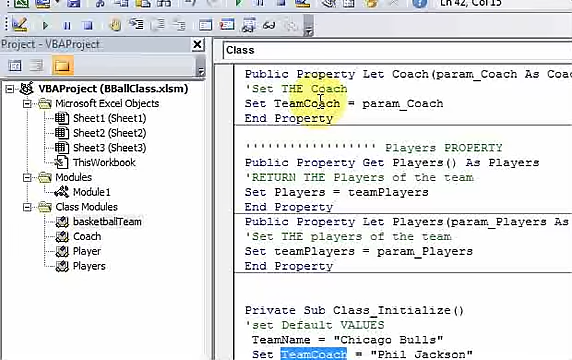 Ln 42, Col 15
Project - VBAProject
Class
VBAProject (BBallClass.xlsm)
Microsoft Excel Objects
Sheet1 (Sheet1)
Sheet2 (Sheet2)
Sheet3 (Sheet3)
ThisWorkbook
Modules
Module1
Class Modules
basketballTeam
Coach
Player
Players
Public Property Let Coach(param_Coach As Coa
'Set THE Coach
Set TeamCoach = param_Coach
End Property
' ' ' ' ' ' ' ' ' ' ' ' ' ' ' ' ' Players PROPERTY
Public Property Get Players() As Players
'RETURN THE Players of the team
Set Players = teamPlayers
End Property
Public Property Let Players(param_Players As
'Set THE players of the team
Set teamPlayers = param_Players
End Property
Private Sub Class_Initialize()
'set Default VALUES
TeamName = "Chicago Bulls"
Set TeamCoach = "Phil Jackson"